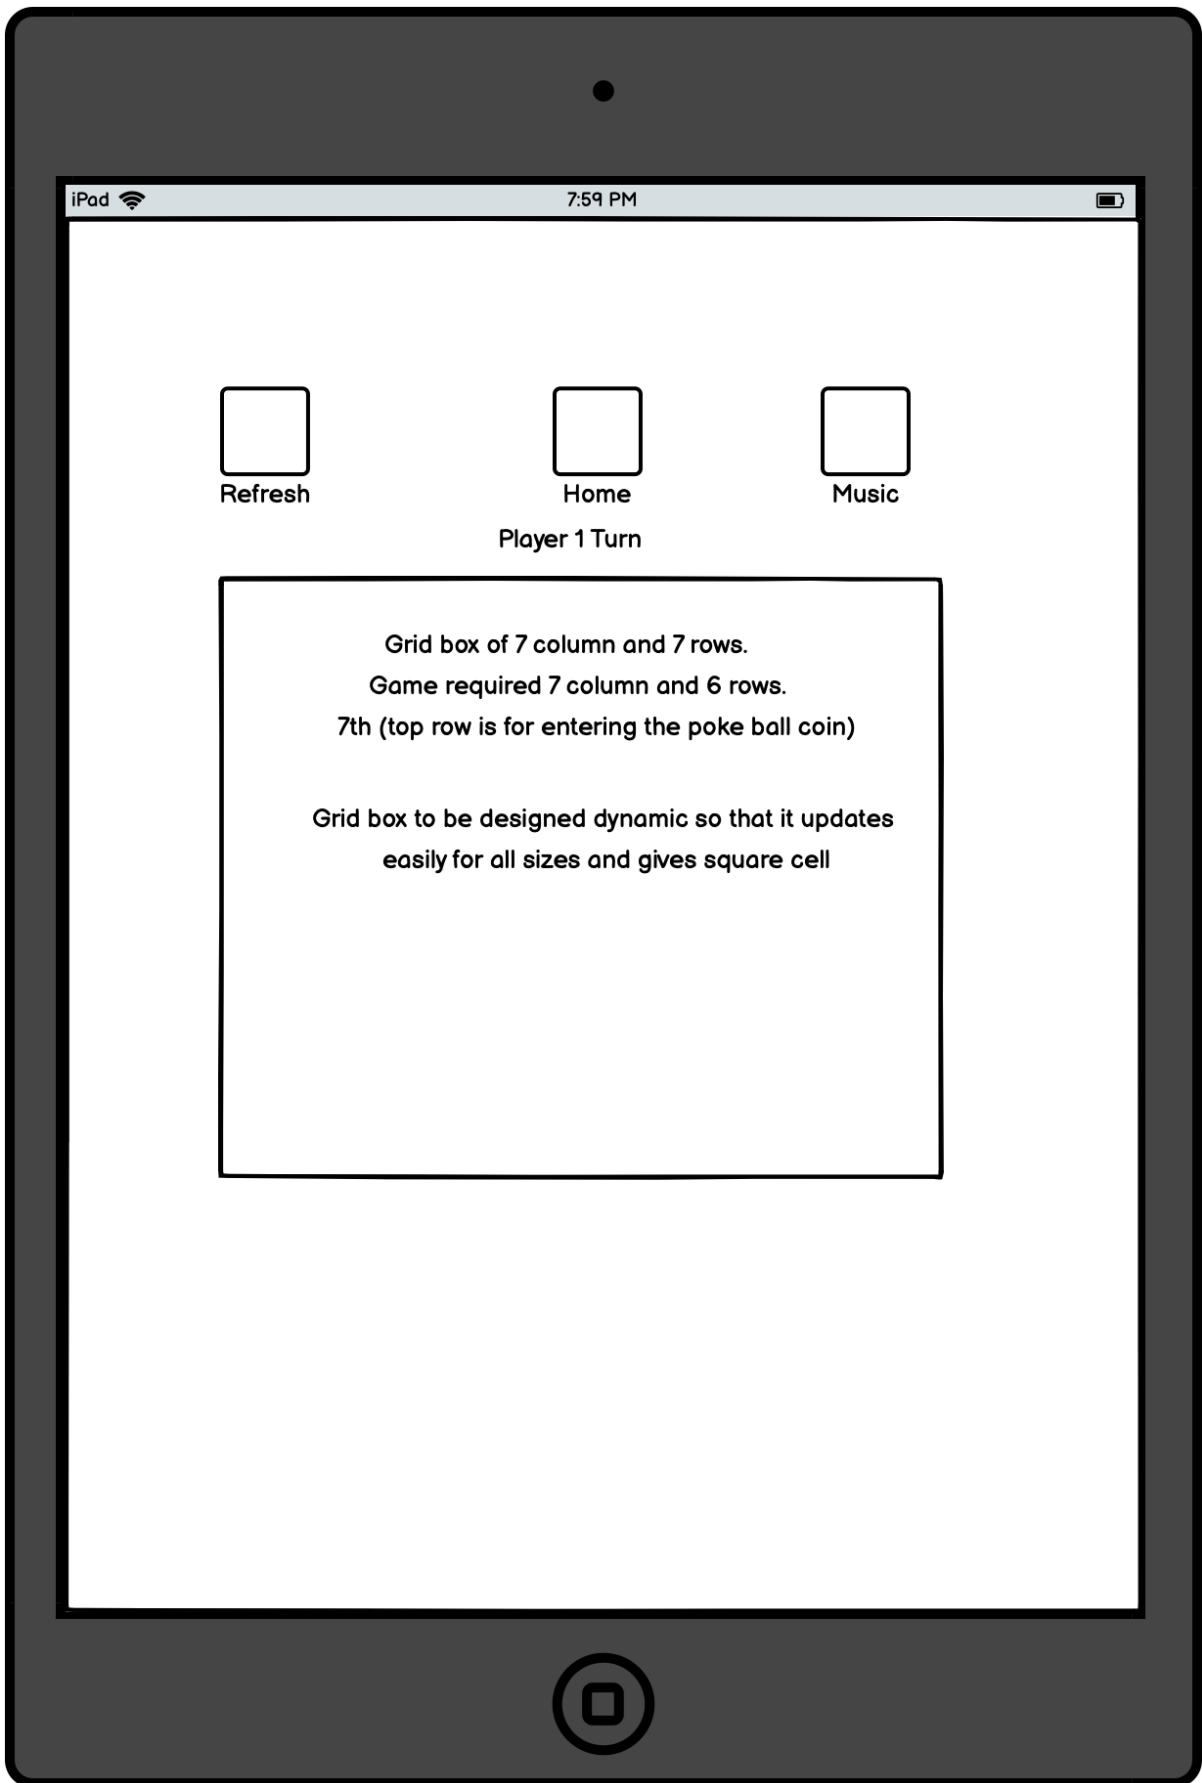 iPad 7:59 PM
Refresh Home Music
Player 1 Turn
Grid box of 7 column and 7 rows.
Game required 7 column and 6 rows.
7th (top row is for entering the poke ball coin)
Grid box to be designed dynamic so that it updates
easily for all sizes and gives square cell